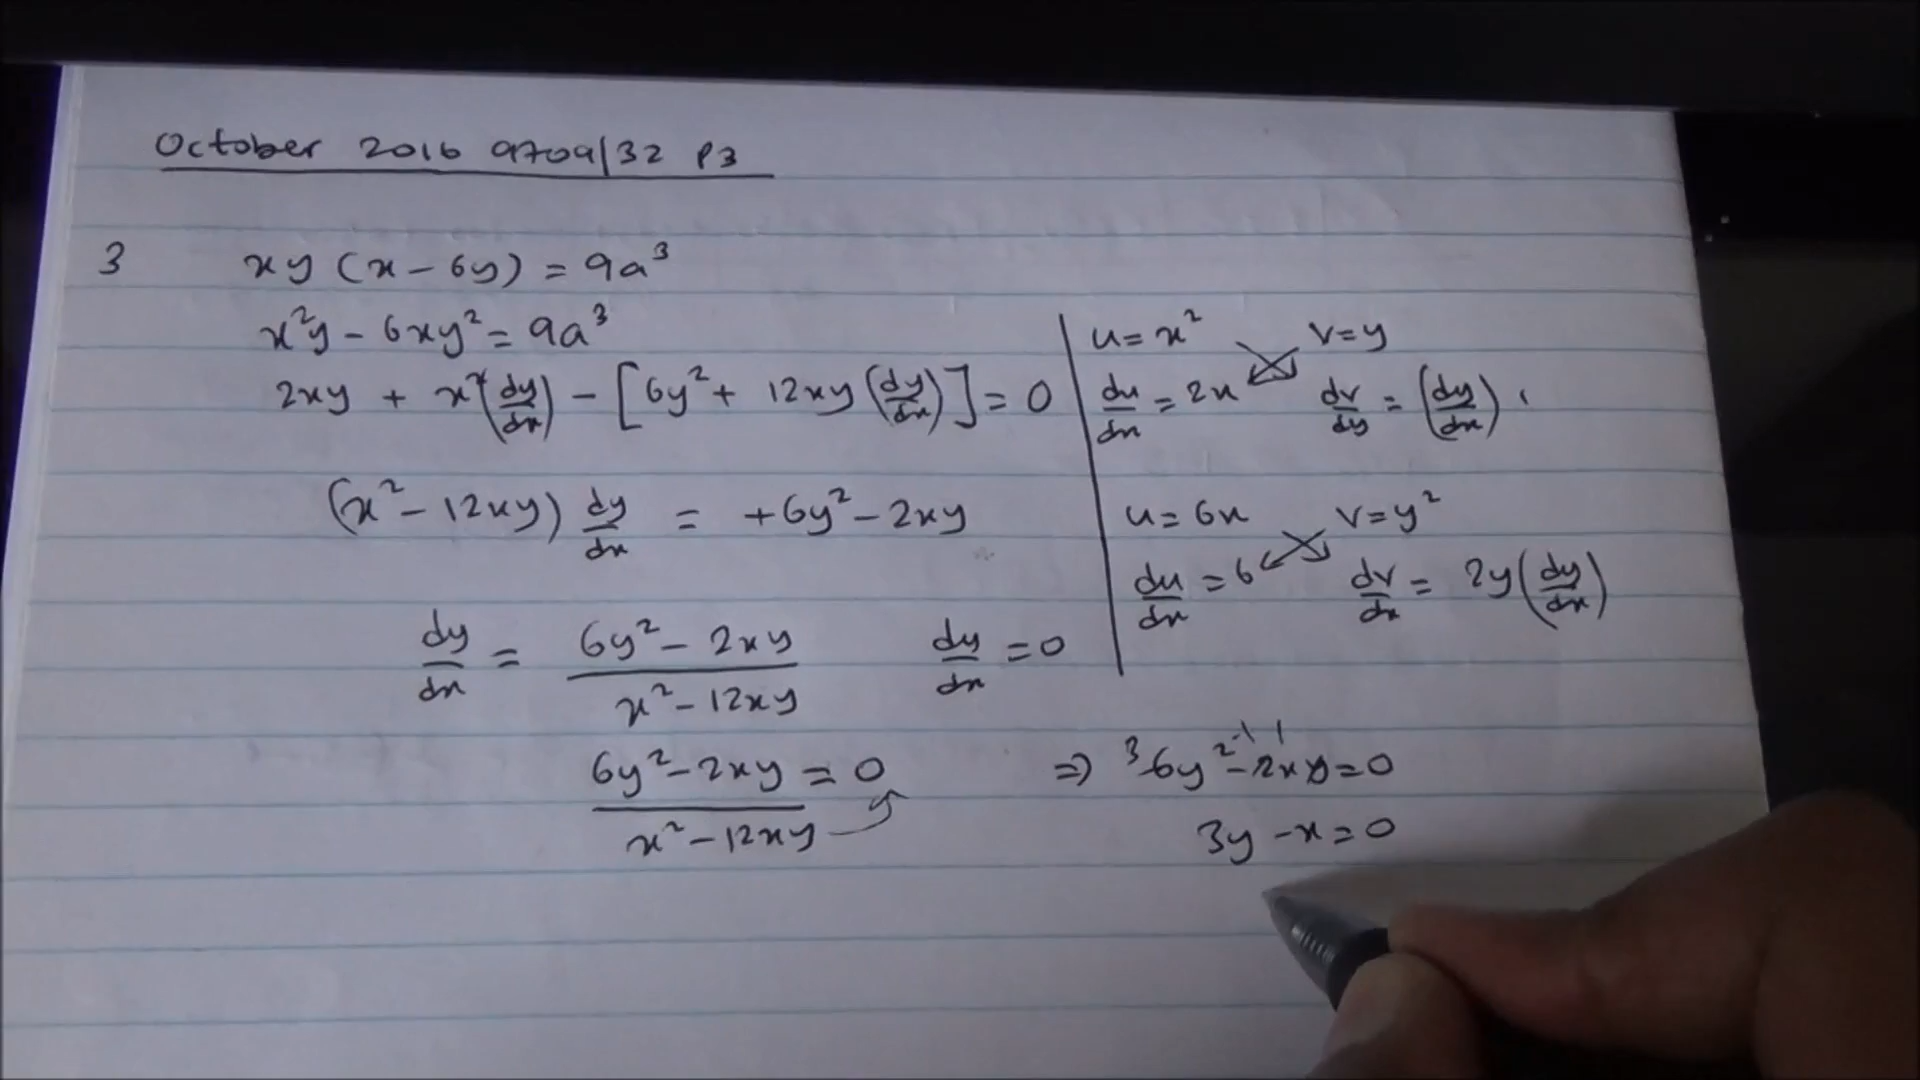 October 2016 9709/32 P3
3 xy (x - 6y) = 9a³
x²y - 6xy² = 9a³
2xy + x²(dy/dx) - [6y² + 12xy (dy/dx)] = 0
(x² - 12xy) dy/dx = +6y² - 2xy
dy/dx = (6y² - 2xy)/(x² - 12xy) dy/dx = 0
(6y² - 2xy)/(x² - 12xy) = 0
u = x² v = y
du/dx = 2x dv/dy = (dy/dx)
u = 6x v = y²
du/dx = 6 dv/dx = 2y(dy/dx)
⇒ ³6y²⁻¹ - ¹2xy = 0
3y - x = 0